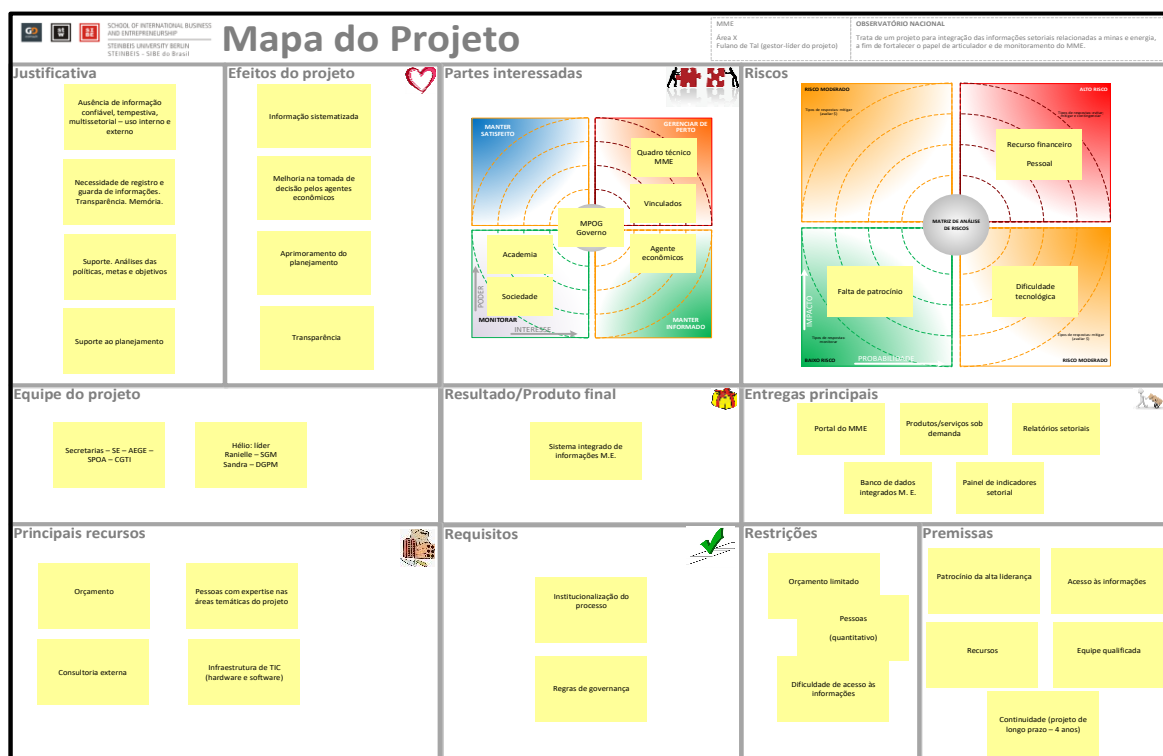 SCHOOL OF INTERNATIONAL BUSINESS
AND ENTREPRENEURSHIP
STEINBEIS UNIVERSITY BERLIN
STEINBEIS - SIBE do Brasil
Mapa do Projeto
MME
Área X
Fulano de Tal (gestor-líder do projeto)
OBSERVATÓRIO NACIONAL
Trata de um projeto para integração das informações setoriais relacionadas a minas e energia,
a fim de fortalecer o papel de articulador e de monitoramento do MME.
Justificativa
Ausência de informação
confiável, tempestiva,
multissetorial – uso interno e
externo
Necessidade de registro e
guarda de informações.
Transparência. Memória.
Suporte. Análises das
políticas, metas e objetivos
Suporte ao planejamento
Efeitos do projeto
Informação sistematizada
Melhoria na tomada de
decisão pelos agentes
econômicos
Aprimoramento do
planejamento
Transparência
Partes interessadas
MANTER
SATISFEITO
GERENCIAR DE
PERTO
Quadro técnico
MME
Vinculados
MPOG
Governo
Academia
Agente
econômicos
Sociedade
PODER
MONITORAR
INTERESSE
MANTER
INFORMADO
Riscos
RISCO MODERADO
ALTO RISCO
Recurso financeiro
Pessoal
MATRIZ DE ANÁLISE
DE RISCOS
Falta de patrocínio
Dificuldade
tecnológica
IMPACTO
BAIXO RISCO
PROBABILIDADE
RISCO MODERADO
Equipe do projeto
Secretarias – SE – AEGE –
SPOA – CGTI
Hélio: líder
Ranielle – SGM
Sandra – DGPM
Resultado/Produto final
Sistema integrado de
informações M.E.
Entregas principais
Portal do MME
Produtos/serviços sob
demanda
Relatórios setoriais
Banco de dados
integrados M. E.
Painel de indicadores
setorial
Principais recursos
Orçamento
Pessoas com expertise nas
áreas temáticas do projeto
Consultoria externa
Infraestrutura de TIC
(hardware e software)
Requisitos
Institucionalização do
processo
Regras de governança
Restrições
Orçamento limitado
Pessoas
(quantitativo)
Dificuldade de acesso às
informações
Premissas
Patrocínio da alta liderança
Acesso às informações
Recursos
Equipe qualificada
Continuidade (projeto de
longo prazo – 4 anos)